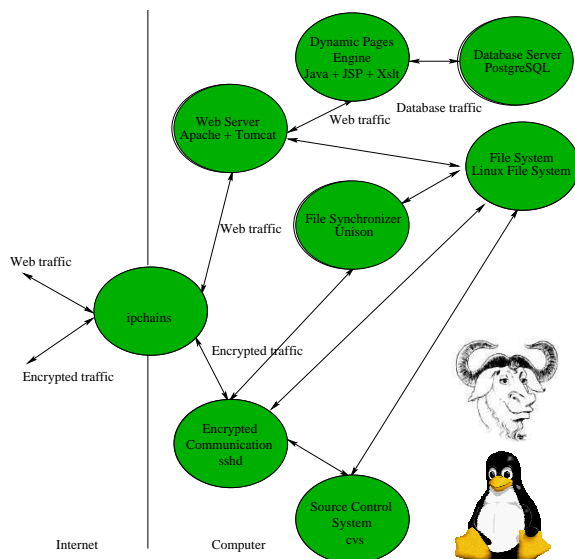 Dynamic Pages
Engine
Java + JSP + Xslt
Database Server
PostgreSQL
Database traffic
Web traffic
Web Server
Apache + Tomcat
File System
Linux File System
File Synchronizer
Unison
Web traffic
Web traffic
ipchains
Encrypted traffic
Encrypted traffic
Encrypted
Communication
sshd
Source Control
System
cvs
Internet
Computer